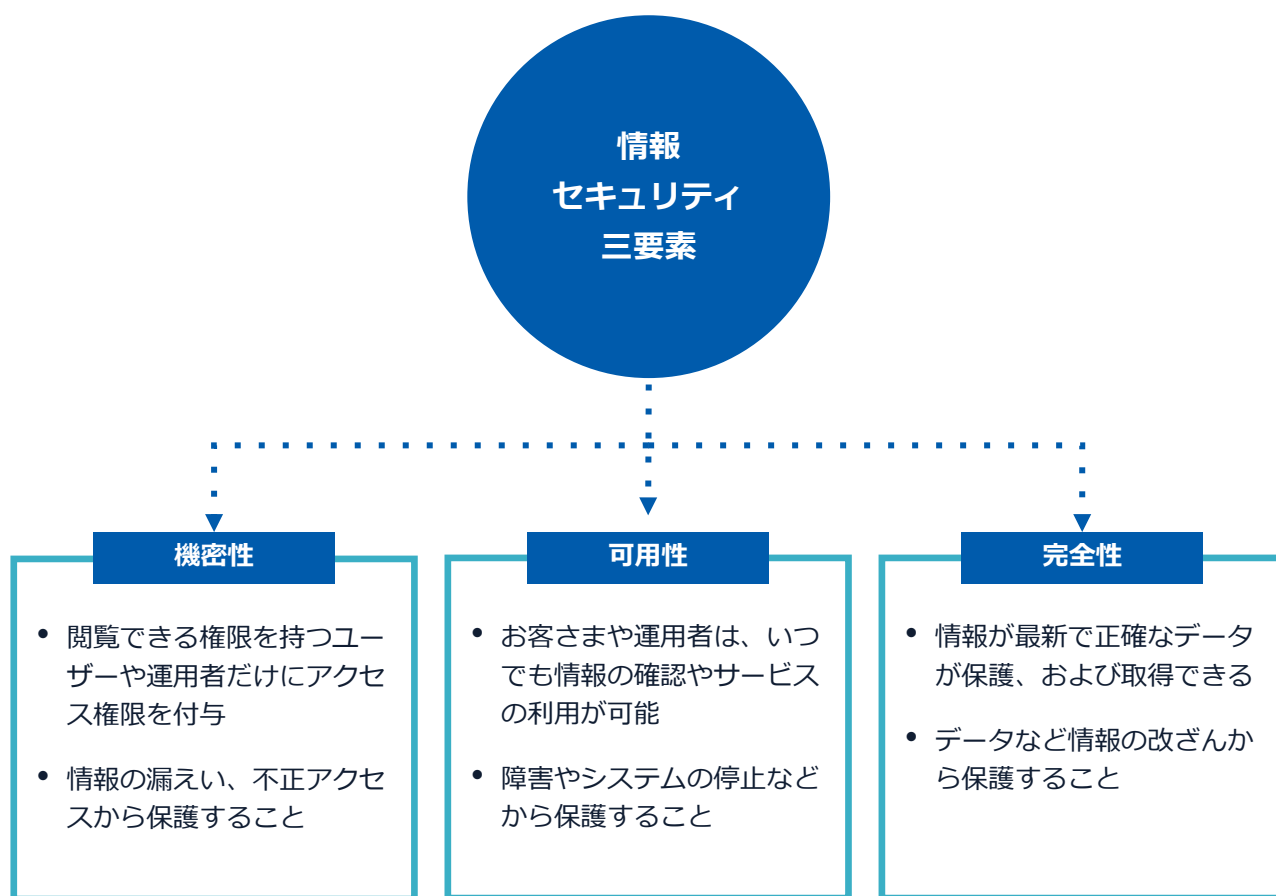 情報
セキュリティ
三要素
機密性
• 閲覧できる権限を持つユー
ザーや運用者だけにアクセ
ス権限を付与
• 情報の漏えい、不正アクセ
スから保護すること
可用性
• お客さまや運用者は、いつ
でも情報の確認やサービス
の利用が可能
• 障害やシステムの停止など
から保護すること
完全性
• 情報が最新で正確なデータ
が保護、および取得できる
• データなど情報の改ざんか
ら保護すること